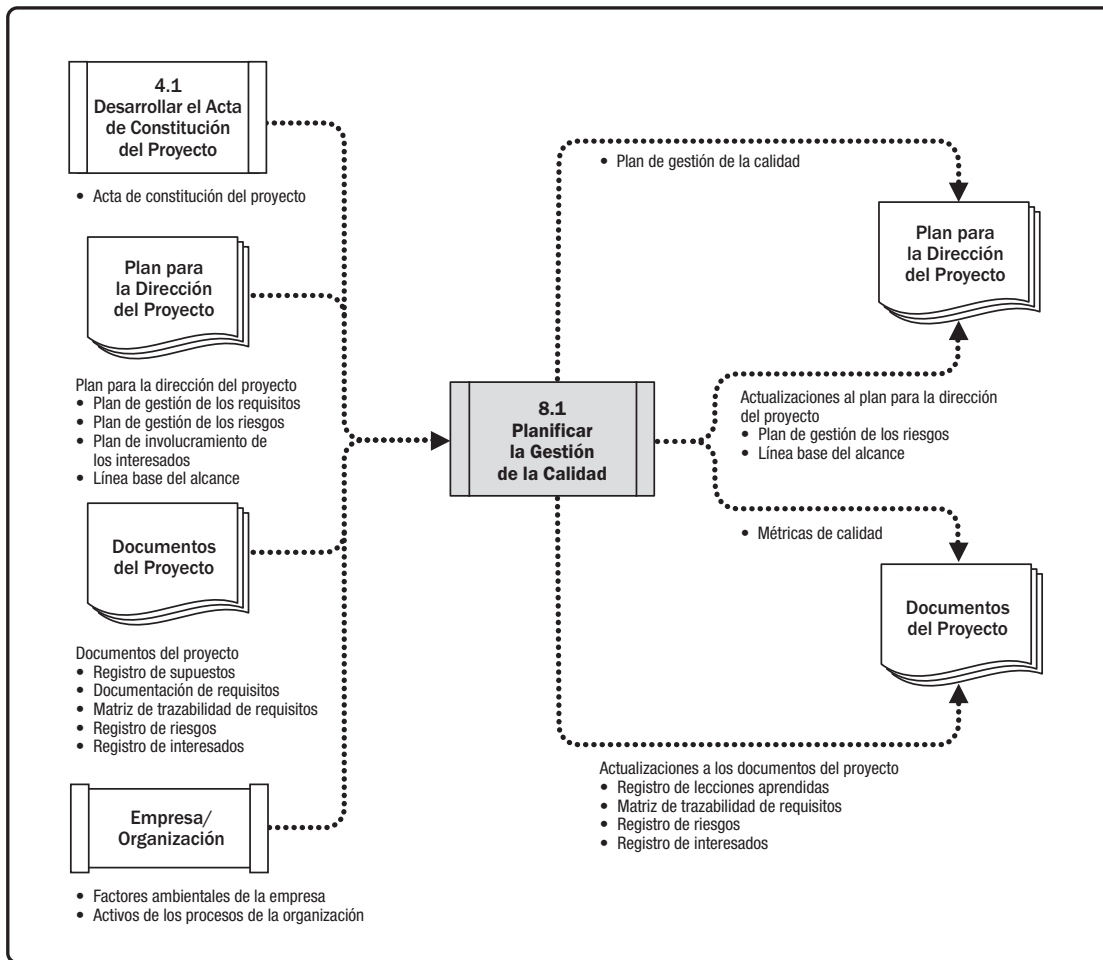 4.1
Desarrollar el Acta
de Constitución
del Proyecto
• Acta de constitución del proyecto
Plan para
la Dirección
del Proyecto
Plan para la dirección del proyecto
• Plan de gestión de los requisitos
• Plan de gestión de los riesgos
• Plan de involucramiento de
los interesados
• Línea base del alcance
Documentos
del Proyecto
Documentos del proyecto
• Registro de supuestos
• Documentación de requisitos
• Matriz de trazabilidad de requisitos
• Registro de riesgos
• Registro de interesados
Empresa/
Organización
• Factores ambientales de la empresa
• Activos de los procesos de la organización
8.1
Planificar
la Gestión
de la Calidad
• Plan de gestión de la calidad
Plan para
la Dirección
del Proyecto
Actualizaciones al plan para la dirección
del proyecto
• Plan de gestión de los riesgos
• Línea base del alcance
• Métricas de calidad
Documentos
del Proyecto
Actualizaciones a los documentos del proyecto
• Registro de lecciones aprendidas
• Matriz de trazabilidad de requisitos
• Registro de riesgos
• Registro de interesados